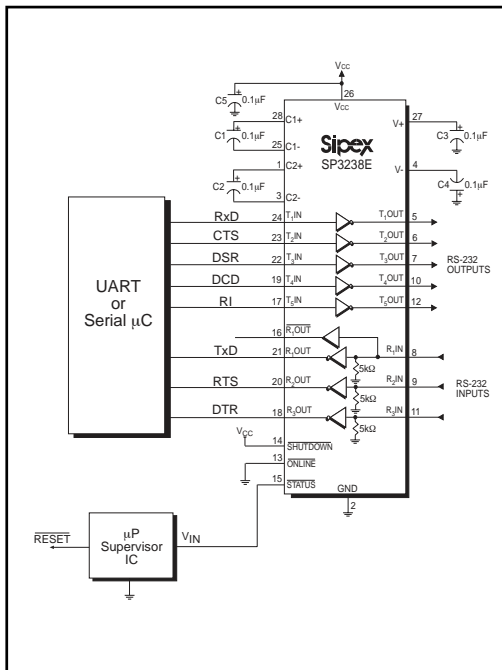 VCC
C5
+
0.1µF
26
VCC
28
C1+
C1
+
0.1µF
25
C1-
1
C2+
C2
+
0.1µF
3
C2-
Sipex
SP3238E
V+
27
C3
+
0.1µF
V-
4
C4
+
0.1µF
UART
or
Serial µC
RxD
24
T1IN
T1OUT
5
CTS
23
T2IN
T2OUT
6
DSR
22
T3IN
T3OUT
7
DCD
19
T4IN
T4OUT
10
RI
17
T5IN
T5OUT
12
RS-232
OUTPUTS
16
R1OUT
TxD
21
R1OUT
R1IN
8
5kΩ
RTS
20
R2OUT
R2IN
9
5kΩ
DTR
18
R3OUT
R3IN
11
5kΩ
RS-232
INPUTS
VCC
14
SHUTDOWN
13
ONLINE
15
STATUS
GND
2
RESET
µP
Supervisor
IC
VIN